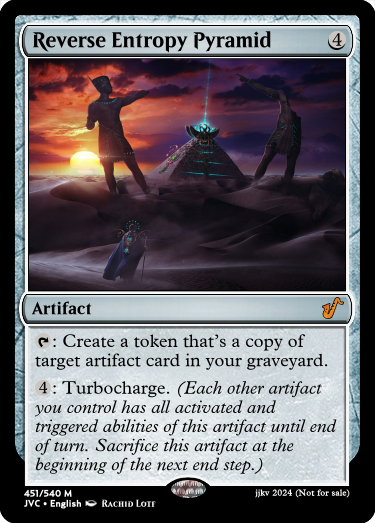 Reverse Entropy Pyramid 4
Artifact
: Create a token that's a copy of
target artifact card in your graveyard.
4 : Turbocharge. (Each other artifact
you control has all activated and
triggered abilities of this artifact until end
of turn. Sacrifice this artifact at the
beginning of the next end step.)
451/540 M
JVC • English Rachid Lotf
jjkv 2024 (Not for sale)